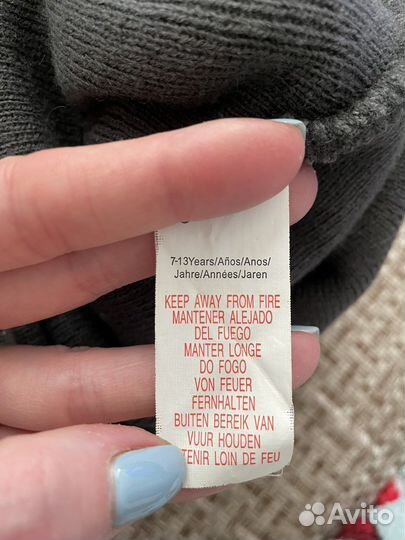 7-13Years/Años/Anos/
Jahre/Années/Jaren
KEEP AWAY FROM FIRE
MANTENER ALEJADO
DEL FUEGO
MANTER LONGE
DO FOGO
VON FEUER
FERNHALTEN
BUITEN BEREIK VAN
VUUR HOUDEN
TENIR LOIN DE FEU
Avito